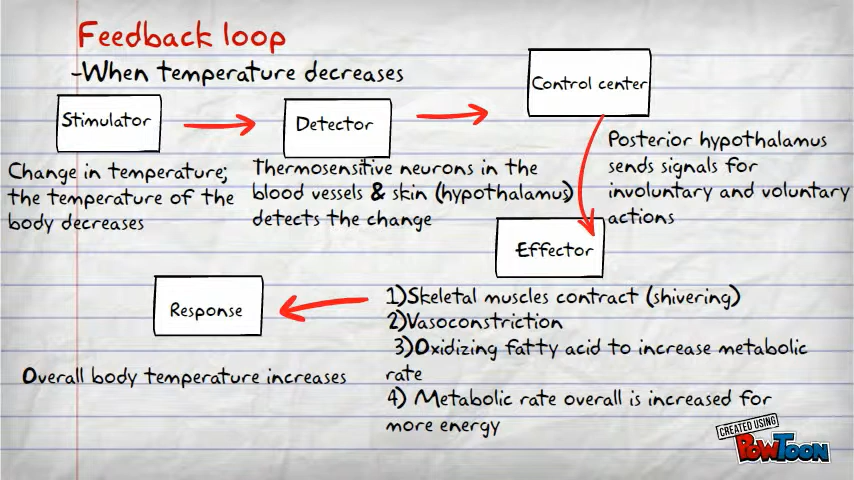 Feedback loop
-When temperature decreases
Stimulator
Detector
Control center
Change in temperature;
the temperature of the
body decreases
Thermosensitive neurons in the
blood vessels & skin (hypothalamus)
detects the change
Posterior hypothalamus
sends signals for
involuntary and voluntary
actions
Effector
1)Skeletal muscles contract (shivering)
2)Vasoconstriction
3)Oxidizing fatty acid to increase metabolic
rate
4) Metabolic rate overall is increased for
more energy
Response
Overall body temperature increases
CREATED USING
POWTOON